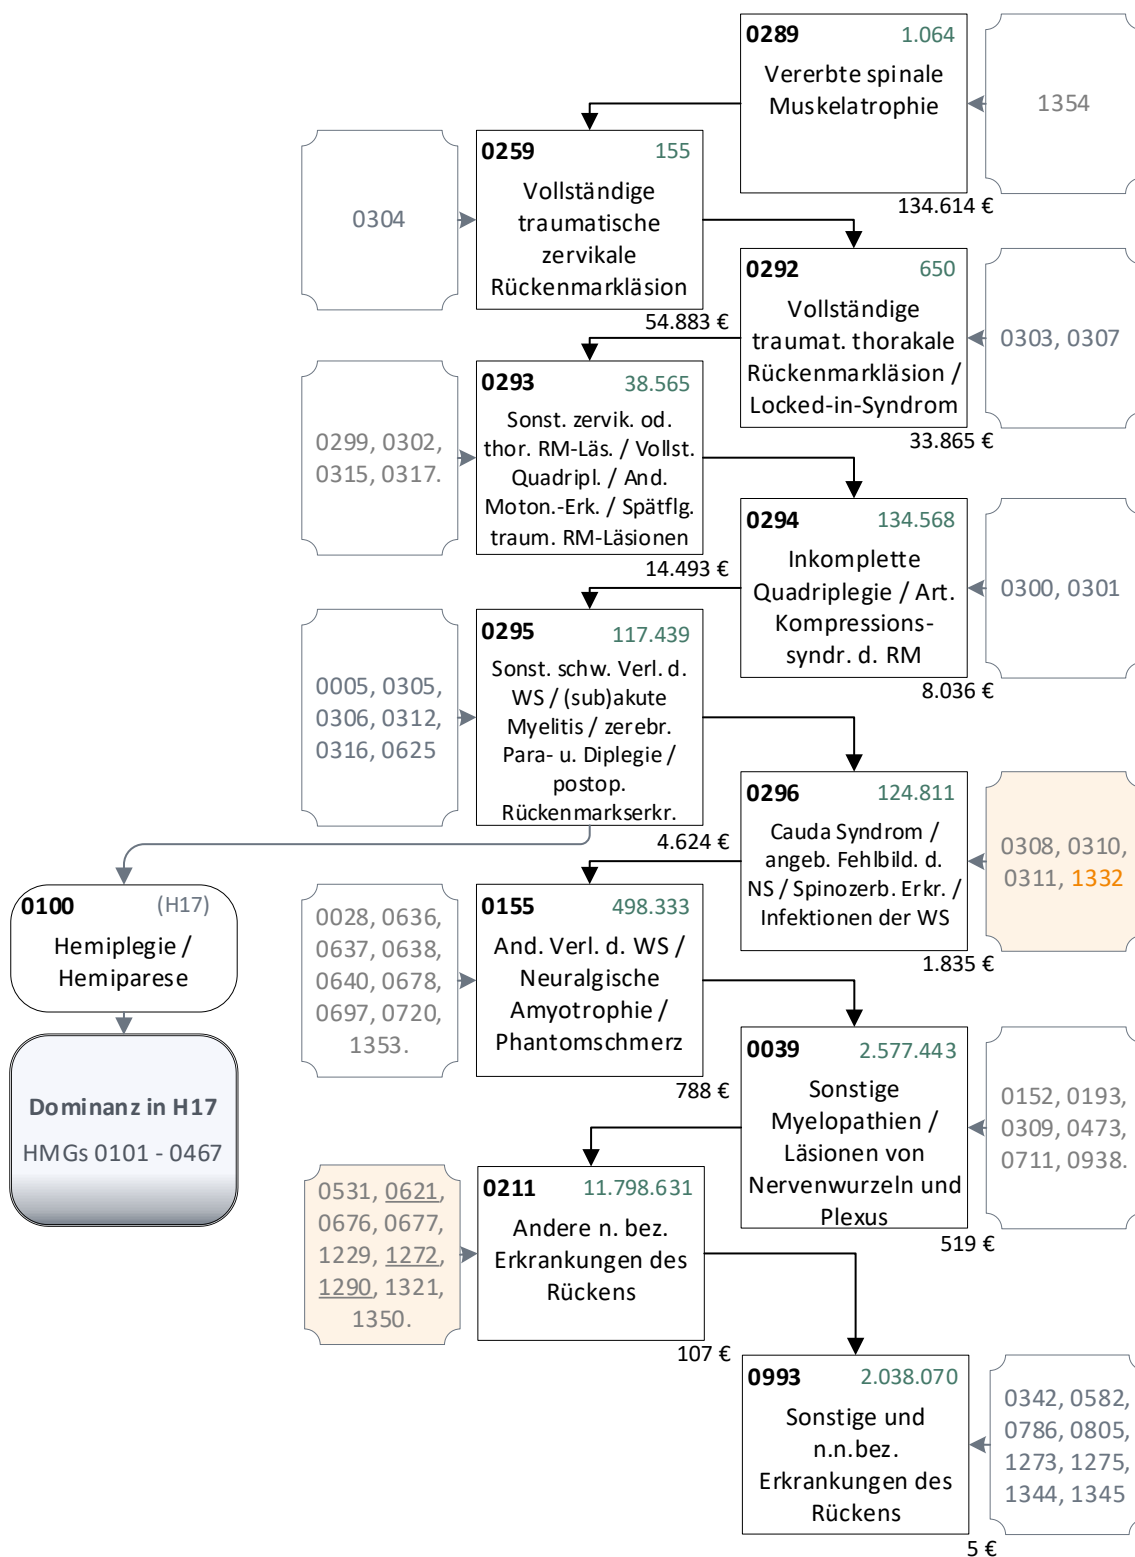 0289 1.064
Vererbte spinale
Muskelatrophie
134.614 €
1354
0259 155
Vollständige
traumatische
zervikale
Rückenmarkläsion
54.883 €
0304
0292 650
Vollständige
traumat. thorakale
Rückenmarkläsion /
Locked-in-Syndrom
33.865 €
0303, 0307
0293 38.565
Sonst. zervik. od.
thor. RM-Läs. / Vollst.
Quadripl. / And.
Moton.-Erk. / Spätflg.
traum. RM-Läsionen
14.493 €
0299, 0302,
0315, 0317.
0294 134.568
Inkomplette
Quadriplegie / Art.
Kompressions-
syndr. d. RM
8.036 €
0300, 0301
0295 117.439
Sonst. schw. Verl. d.
WS / (sub)akute
Myelitis / zerebr.
Para- u. Diplegie /
postop.
Rückenmarkserkr.
4.624 €
0005, 0305,
0306, 0312,
0316, 0625
0296 124.811
Cauda Syndrom /
angeb. Fehlbild. d.
NS / Spinozerb. Erkr. /
Infektionen der WS
1.835 €
0308, 0310,
0311, 1332
0100 (H17)
Hemiplegie /
Hemiparese
Dominanz in H17
HMGs 0101 - 0467
0155 498.333
And. Verl. d. WS /
Neuralgische
Amyotrophie /
Phantomschmerz
788 €
0028, 0636,
0637, 0638,
0640, 0678,
0697, 0720,
1353.
0039 2.577.443
Sonstige
Myelopathien /
Läsionen von
Nervenwurzeln und
Plexus
519 €
0152, 0193,
0309, 0473,
0711, 0938.
0211 11.798.631
Andere n. bez.
Erkrankungen des
Rückens
107 €
0531, 0621,
0676, 0677,
1229, 1272,
1290, 1321,
1350.
0993 2.038.070
Sonstige und
n.n.bez.
Erkrankungen des
Rückens
5 €
0342, 0582,
0786, 0805,
1273, 1275,
1344, 1345